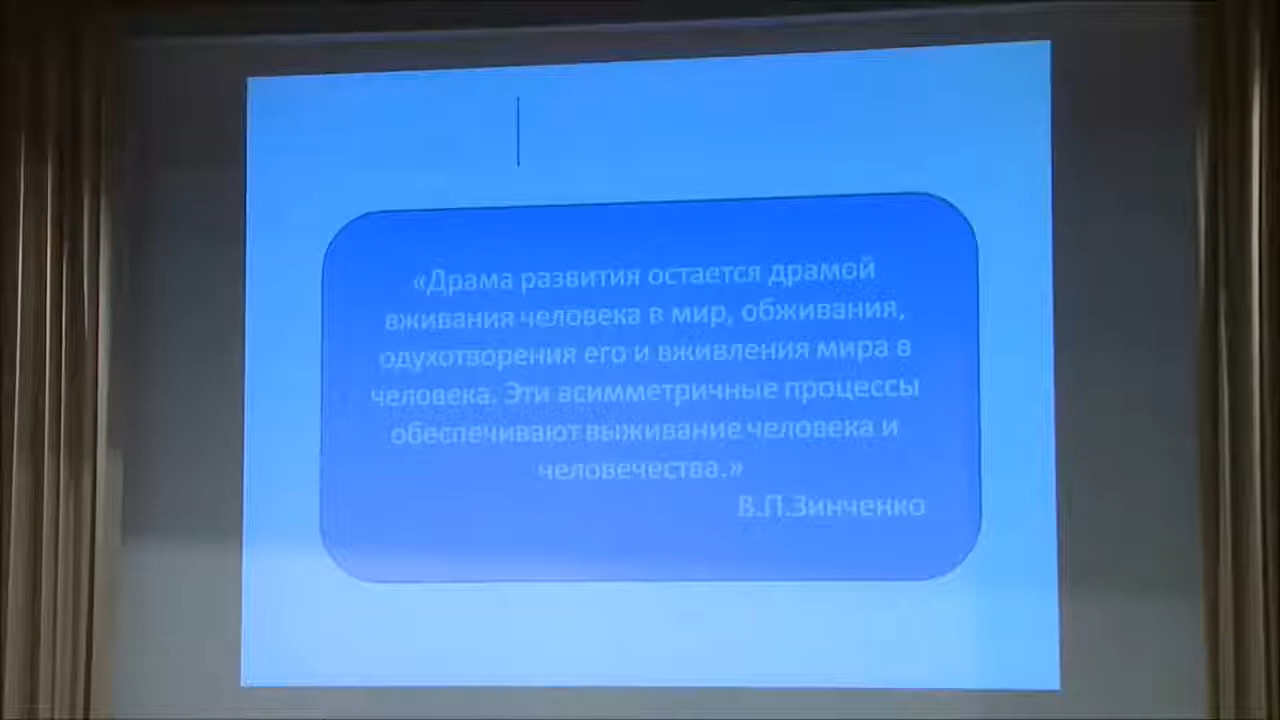 «Драма развития остается драмой
вживания человека в мир, обживания,
одухотворения его и вживления мира в
человека. Эти асимметричные процессы
обеспечивают выживание человека и
человечества.»
В.П.Зинченко